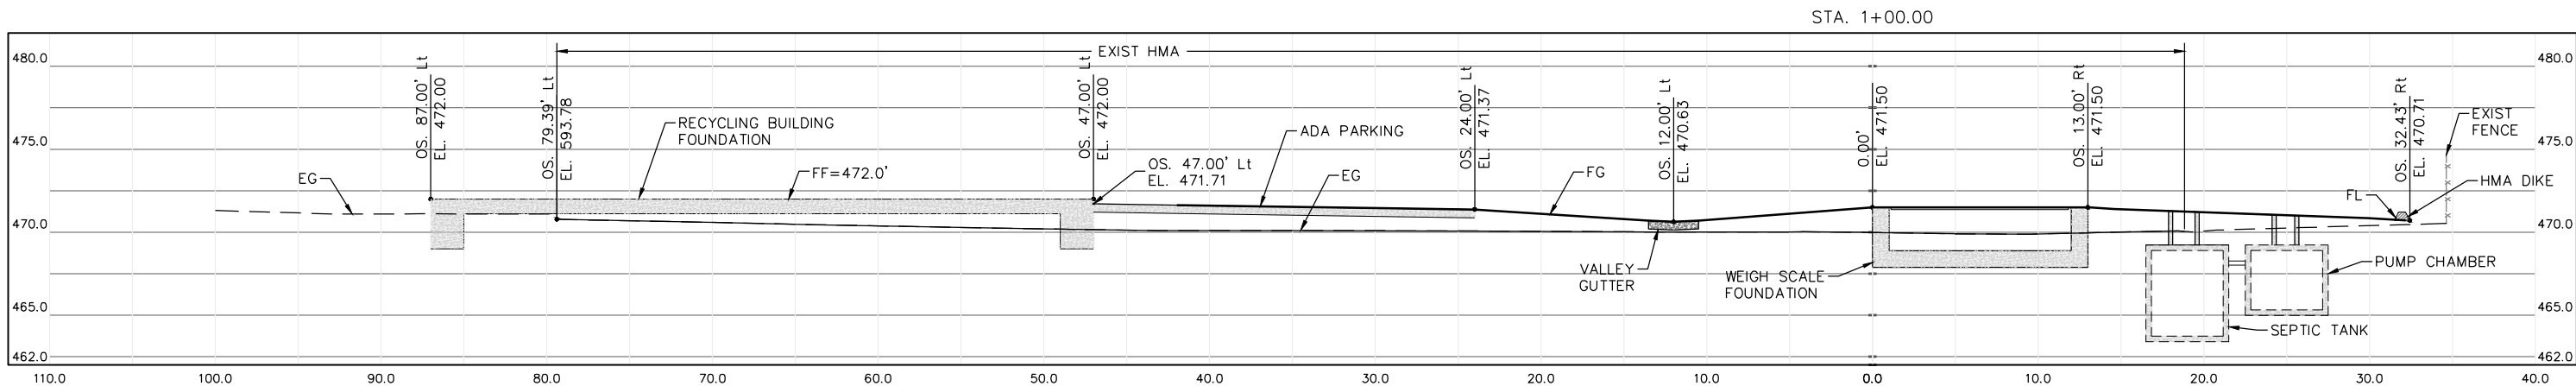 STA. 1+00.00
EXIST HMA
480.0
480.0
OS. 87.00' Lt
EL. 472.00
OS. 79.39' Lt
EL. 593.78
OS. 47.00' Lt
EL. 472.00
OS. 24.00' Lt
EL. 471.37
OS. 12.00' Lt
EL. 470.63
0.00'
EL. 471.50
OS. 13.00' Rt
EL. 471.50
OS. 32.43' Rt
EL. 470.71
EXIST
FENCE
RECYCLING BUILDING
FOUNDATION
ADA PARKING
475.0
475.0
EG
FF=472.0'
OS. 47.00' Lt
EL. 471.71
EG
FG
FL
HMA DIKE
470.0
470.0
VALLEY
GUTTER
WEIGH SCALE
FOUNDATION
PUMP CHAMBER
465.0
465.0
SEPTIC TANK
462.0
462.0
110.0 100.0 90.0 80.0 70.0 60.0 50.0 40.0 30.0 20.0 10.0 0.0 10.0 20.0 30.0 40.0